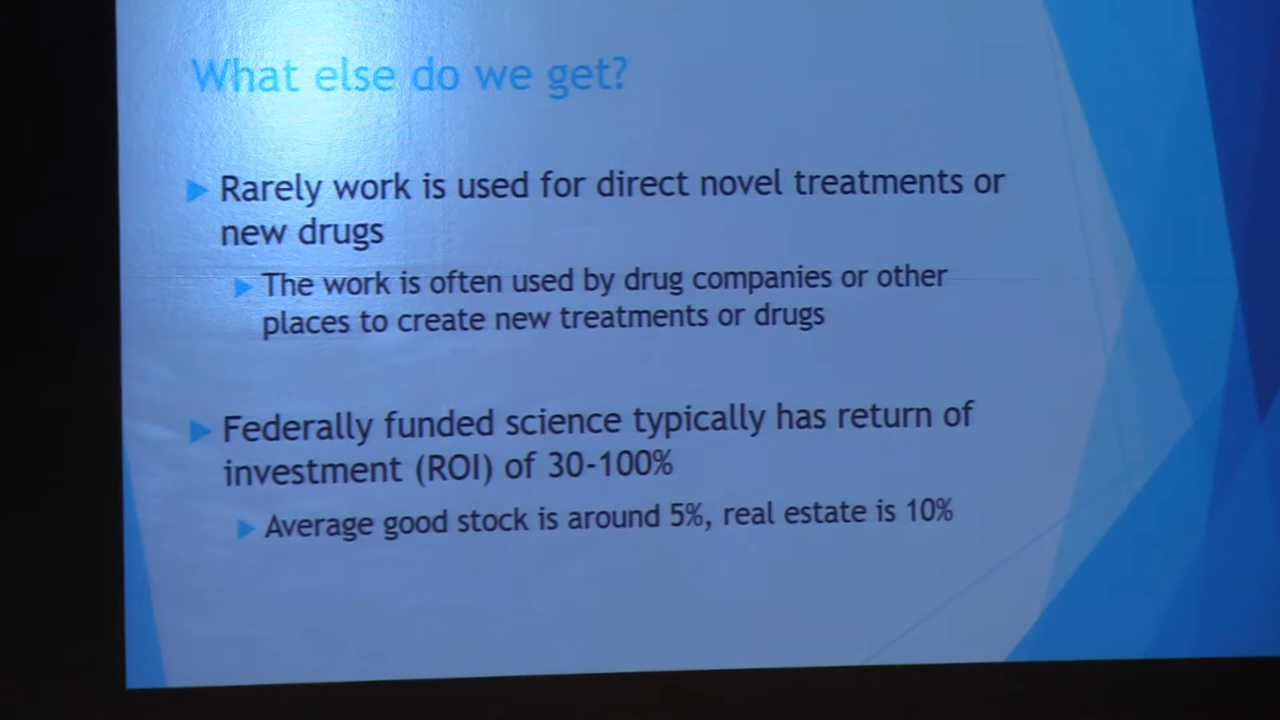 What else do we get?
Rarely work is used for direct novel treatments or
new drugs
The work is often used by drug companies or other
places to create new treatments or drugs
Federally funded science typically has return of
investment (ROI) of 30-100%
Average good stock is around 5%, real estate is 10%